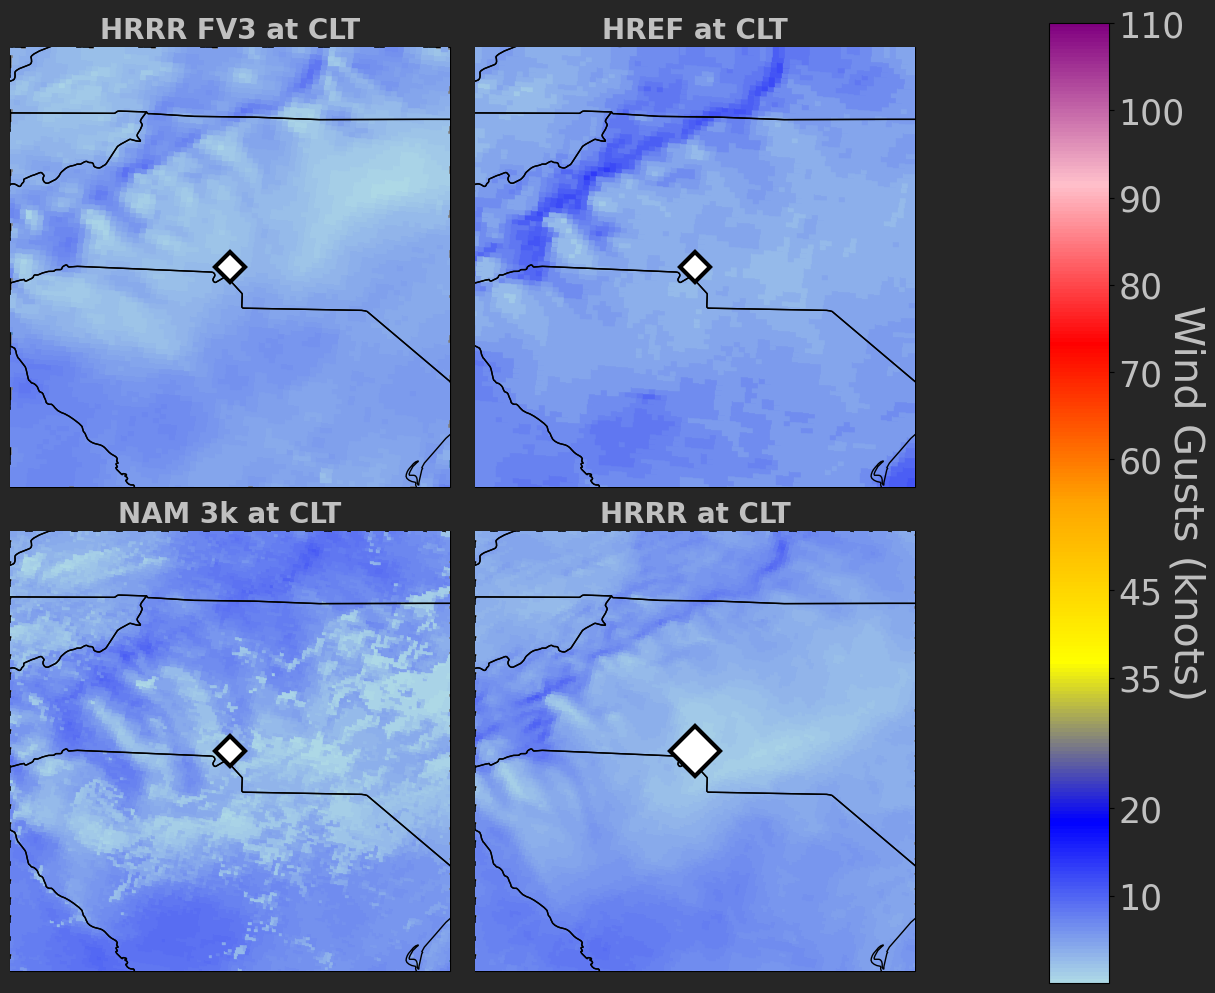 HRRR FV3 at CLT
HREF at CLT
NAM 3k at CLT
HRRR at CLT
110
100
90
80
70
60
45
35
20
10
Wind Gusts (knots)